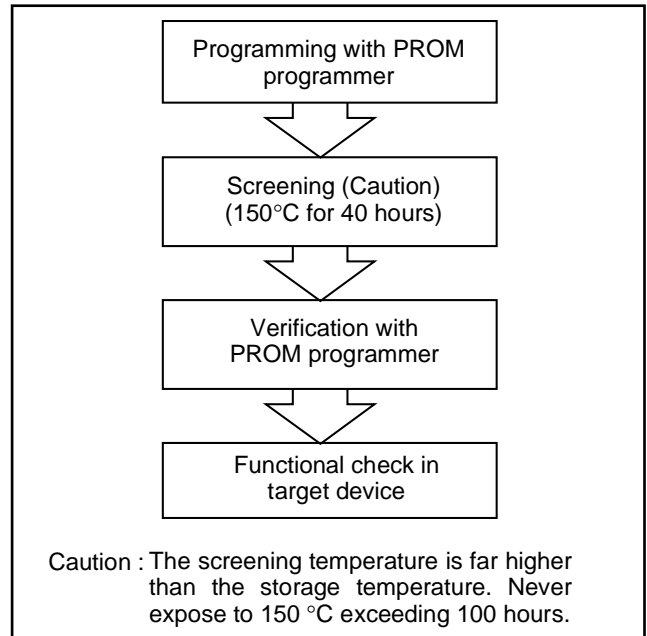 Programming with PROM
programmer
Screening (Caution)
(150°C for 40 hours)
Verification with
PROM programmer
Functional check in
target device
Caution : The screening temperature is far higher
than the storage temperature. Never
expose to 150 °C exceeding 100 hours.